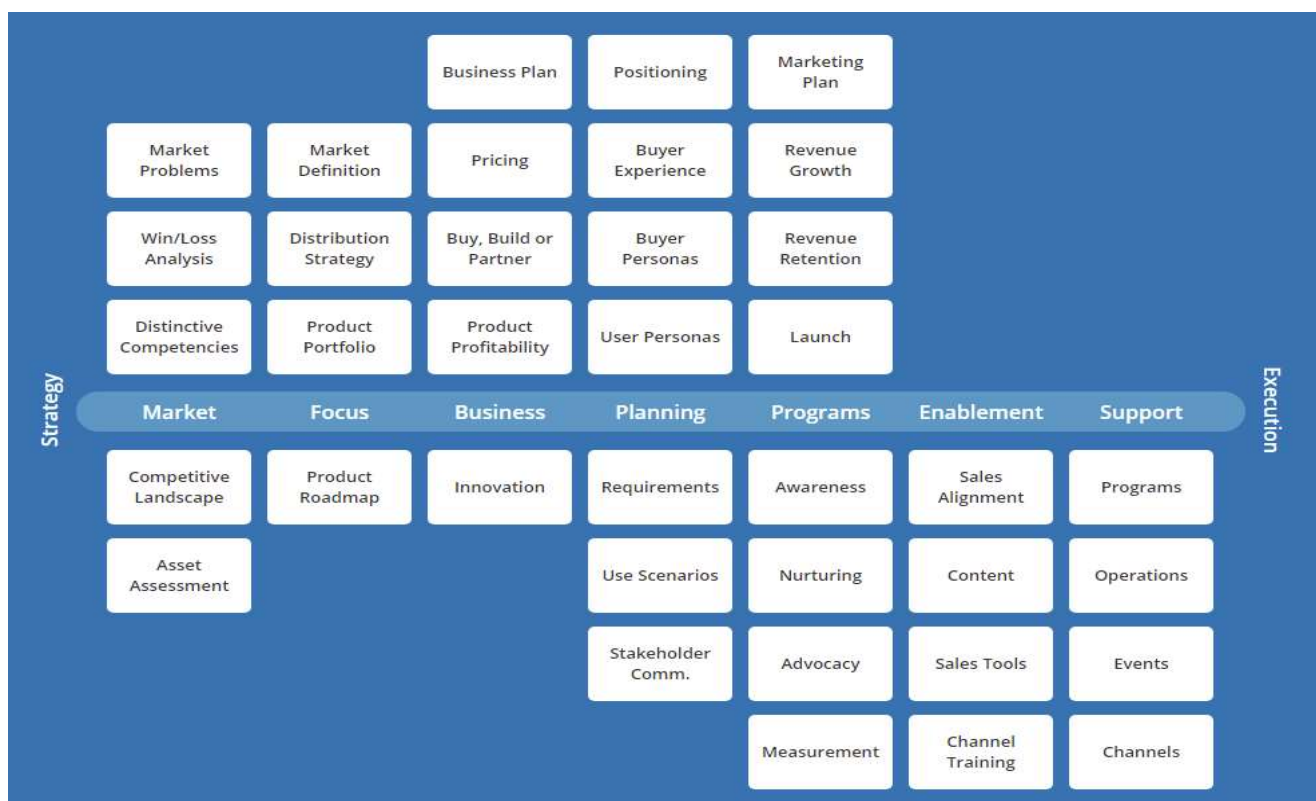 Business Plan
Positioning
Marketing
Plan
Market
Problems
Market
Definition
Pricing
Buyer
Experience
Revenue
Growth
Win/Loss
Analysis
Distribution
Strategy
Buy, Build or
Partner
Buyer
Personas
Revenue
Retention
Distinctive
Competencies
Product
Portfolio
Product
Profitability
User Personas
Launch
Strategy
Market
Focus
Business
Planning
Programs
Enablement
Support
Execution
Competitive
Landscape
Product
Roadmap
Innovation
Requirements
Awareness
Sales
Alignment
Programs
Asset
Assessment
Use Scenarios
Nurturing
Content
Operations
Stakeholder
Comm.
Advocacy
Sales Tools
Events
Measurement
Channel
Training
Channels